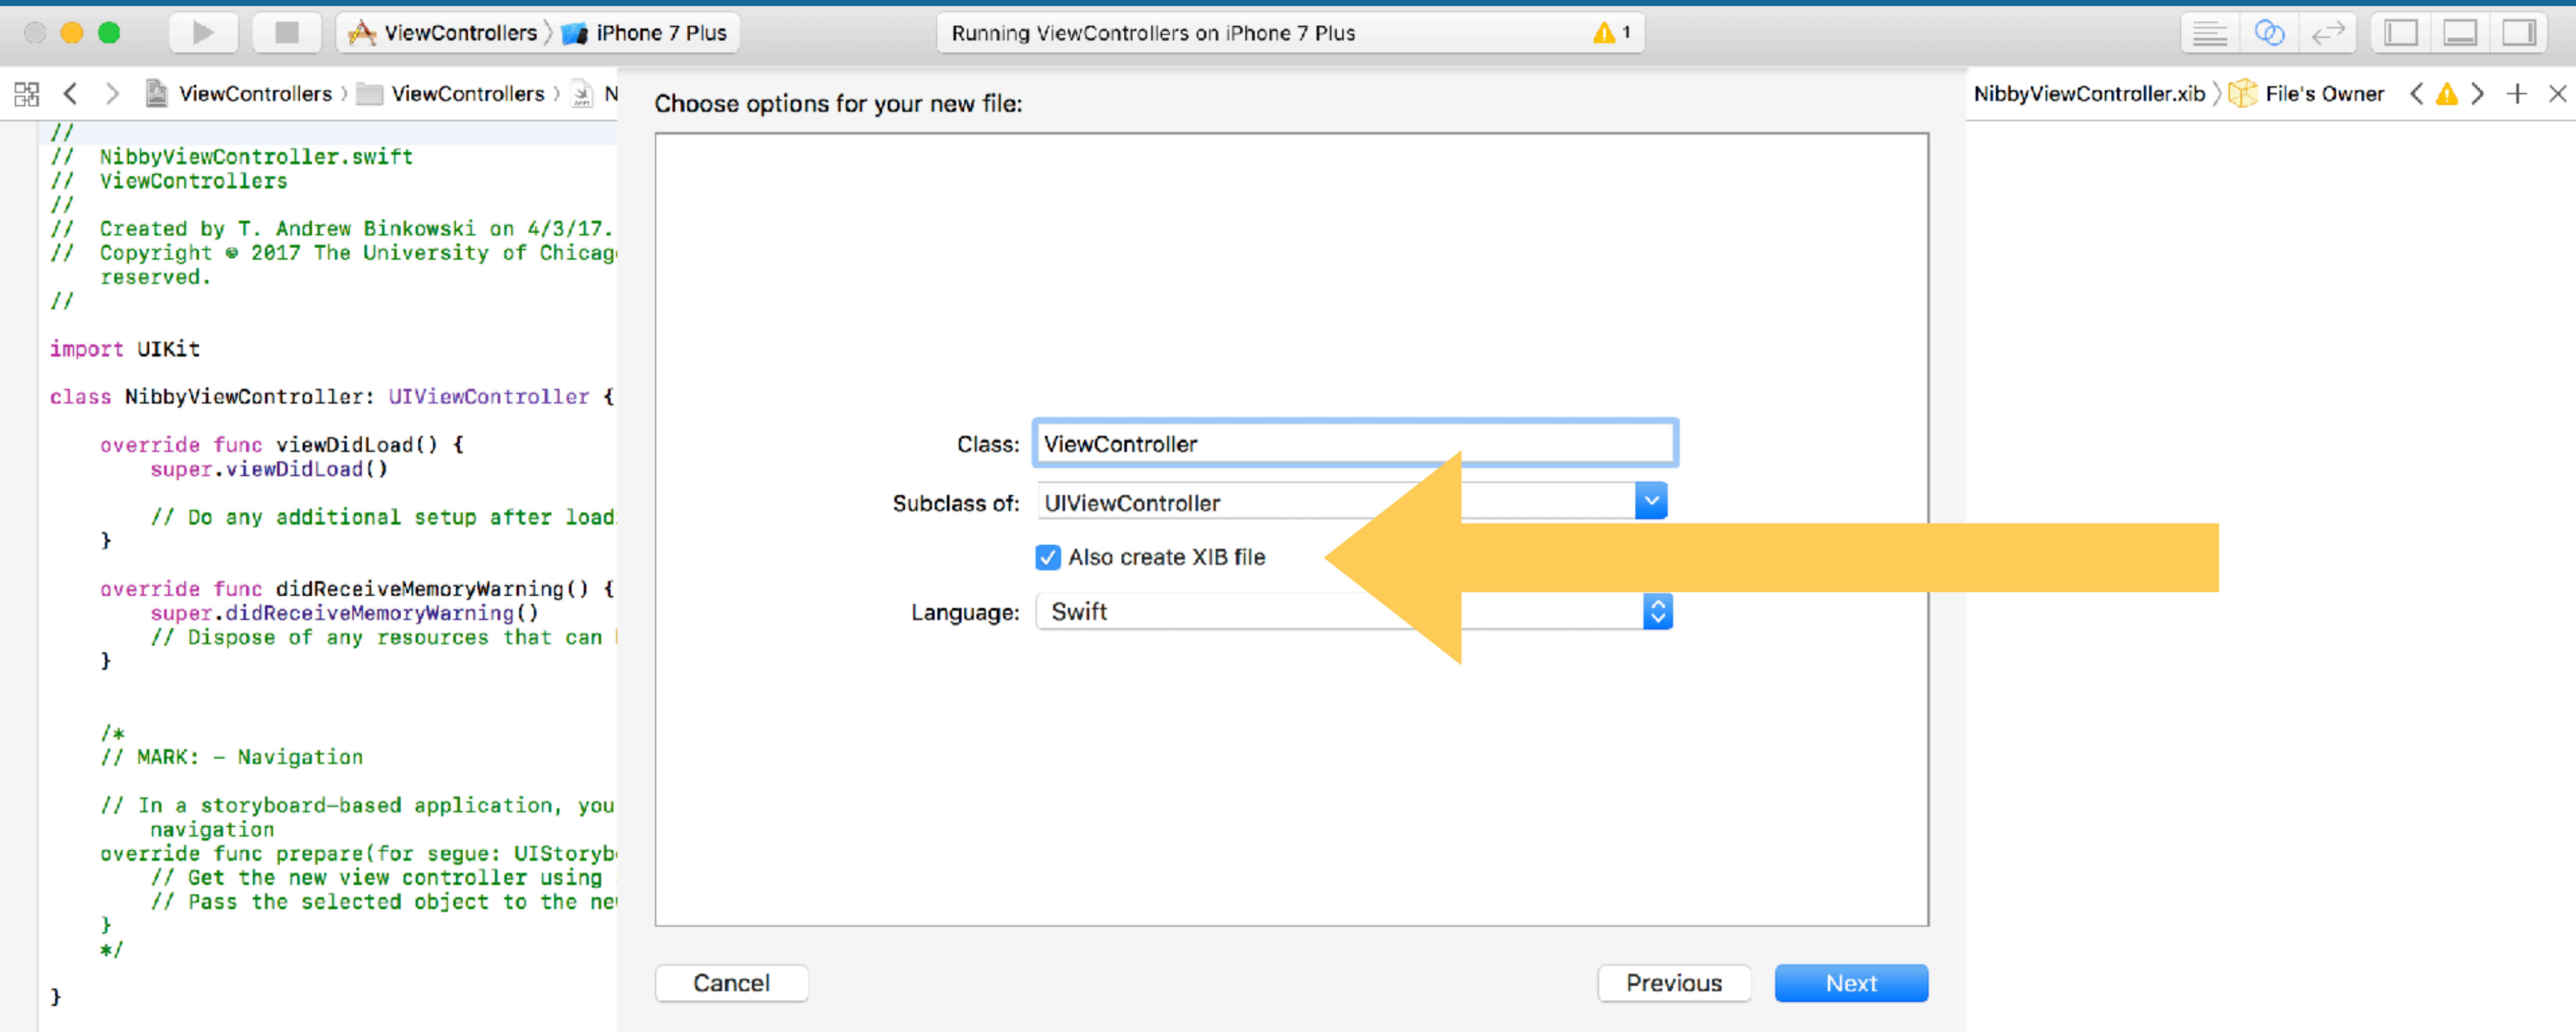 ViewControllers iPhone 7 Plus
Running ViewControllers on iPhone 7 Plus 1
ViewControllers ViewControllers N
NibbyViewController.xib File's Owner
//
// NibbyViewController.swift
// ViewControllers
//
// Created by T. Andrew Binkowski on 4/3/17.
// Copyright © 2017 The University of Chicag
reserved.
//
import UIKit
class NibbyViewController: UIViewController {
override func viewDidLoad() {
super.viewDidLoad()
// Do any additional setup after load
}
override func didReceiveMemoryWarning() {
super.didReceiveMemoryWarning()
// Dispose of any resources that can
}
/*
// MARK: - Navigation
// In a storyboard-based application, you
navigation
override func prepare(for segue: UIStoryb
// Get the new view controller using
// Pass the selected object to the ne
}
*/
}
Choose options for your new file:
Class: ViewController
Subclass of: UIViewController
Also create XIB file
Language: Swift
Cancel
Previous
Next